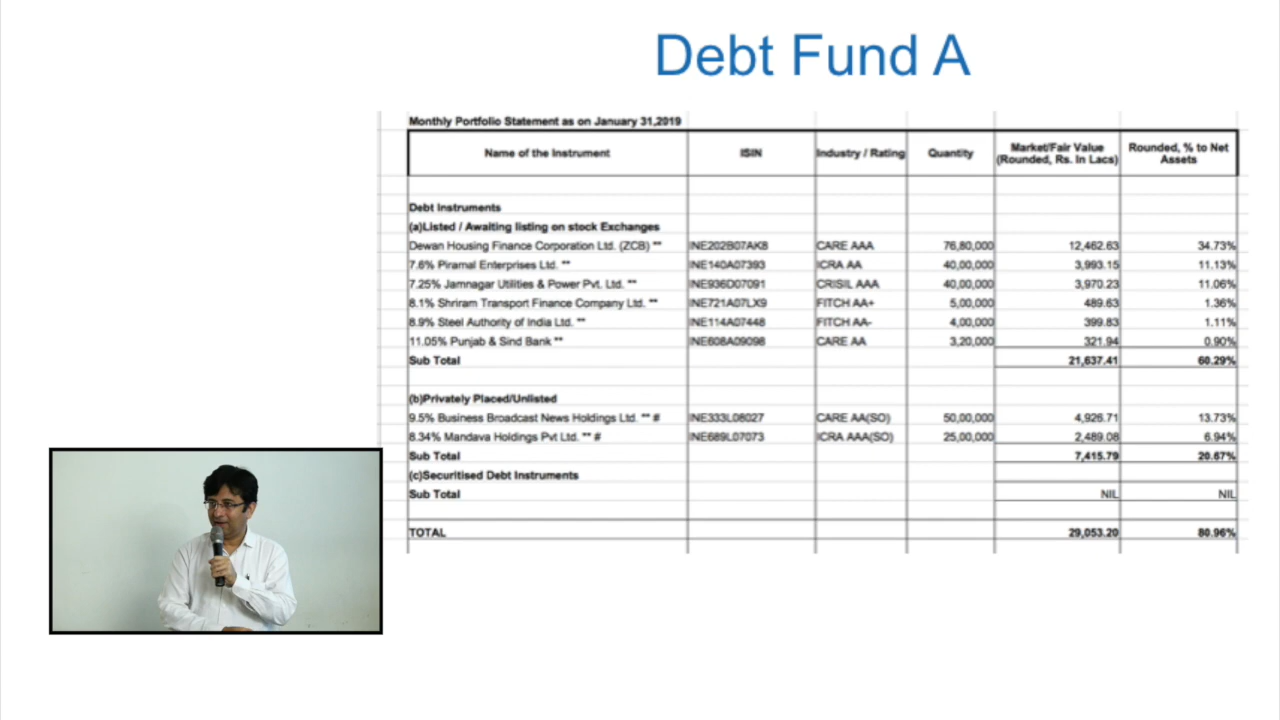 Debt Fund A
Monthly Portfolio Statement as on January 31,2019
Name of the Instrument ISIN Industry / Rating Quantity Market/Fair Value (Rounded, Rs. In Lacs) Rounded, % to Net Assets
Debt Instruments
(a)Listed / Awaiting listing on stock Exchanges
Dewan Housing Finance Corporation Ltd. (ZCB) ** INE202B07AK8 CARE AAA 76,80,000 12,462.63 34.73%
7.6% Piramal Enterprises Ltd. ** INE140A07393 ICRA AA 40,00,000 3,993.15 11.13%
7.25% Jamnagar Utilities & Power Pvt. Ltd. ** INE936D07091 CRISIL AAA 40,00,000 3,970.23 11.06%
8.1% Shriram Transport Finance Company Ltd. ** INE721A07LX9 FITCH AA+ 5,00,000 489.63 1.36%
8.9% Steel Authority of India Ltd. ** INE114A07448 FITCH AA- 4,00,000 399.83 1.11%
11.05% Punjab & Sind Bank ** INE608A09098 CARE AA 3,20,000 321.94 0.90%
Sub Total 21,637.41 60.29%
(b)Privately Placed/Unlisted
9.5% Business Broadcast News Holdings Ltd. ** # INE333L08027 CARE AA(SO) 50,00,000 4,926.71 13.73%
8.34% Mandava Holdings Pvt Ltd. ** # INE689L07073 ICRA AAA(SO) 25,00,000 2,489.08 6.94%
Sub Total 7,415.79 20.67%
(c)Securitised Debt Instruments
Sub Total NIL NIL
TOTAL 29,053.20 80.96%